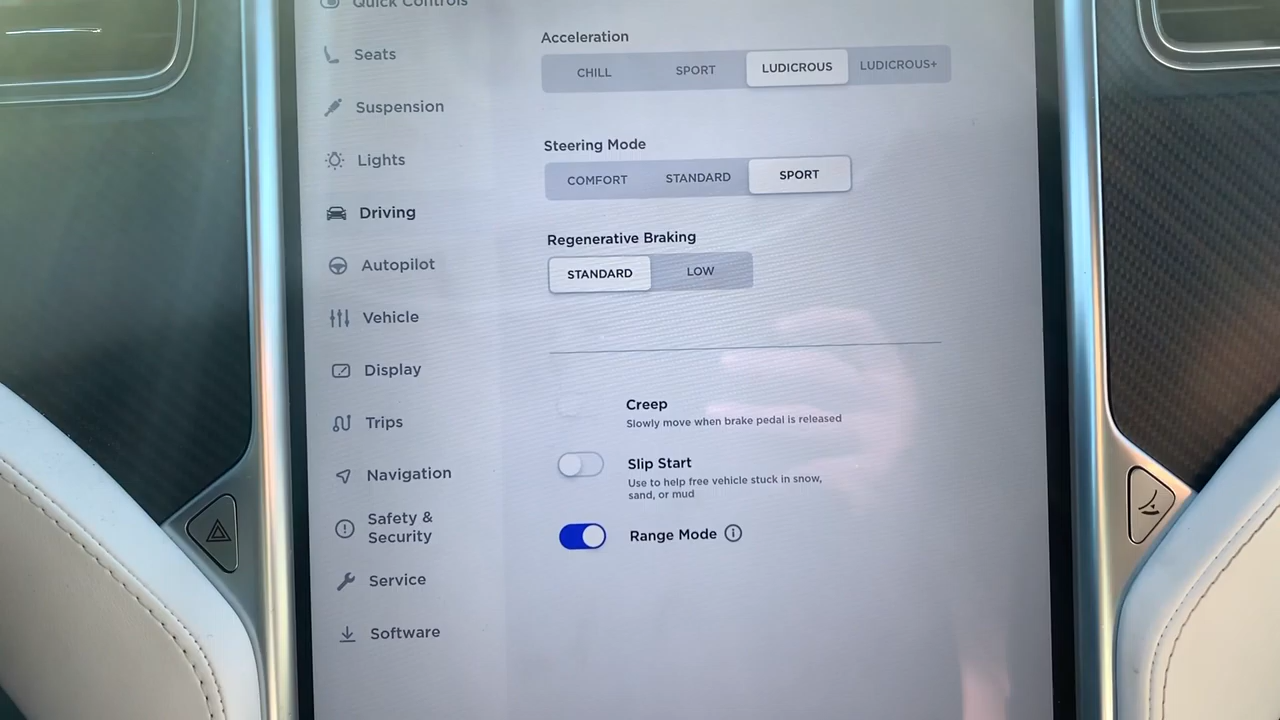 Quick Controls
Seats
Suspension
Lights
Driving
Autopilot
Vehicle
Display
Trips
Navigation
Safety &
Security
Service
Software
Acceleration
CHILL SPORT LUDICROUS LUDICROUS+
Steering Mode
COMFORT STANDARD SPORT
Regenerative Braking
STANDARD LOW
Creep
Slowly move when brake pedal is released
Slip Start
Use to help free vehicle stuck in snow,
sand, or mud
Range Mode